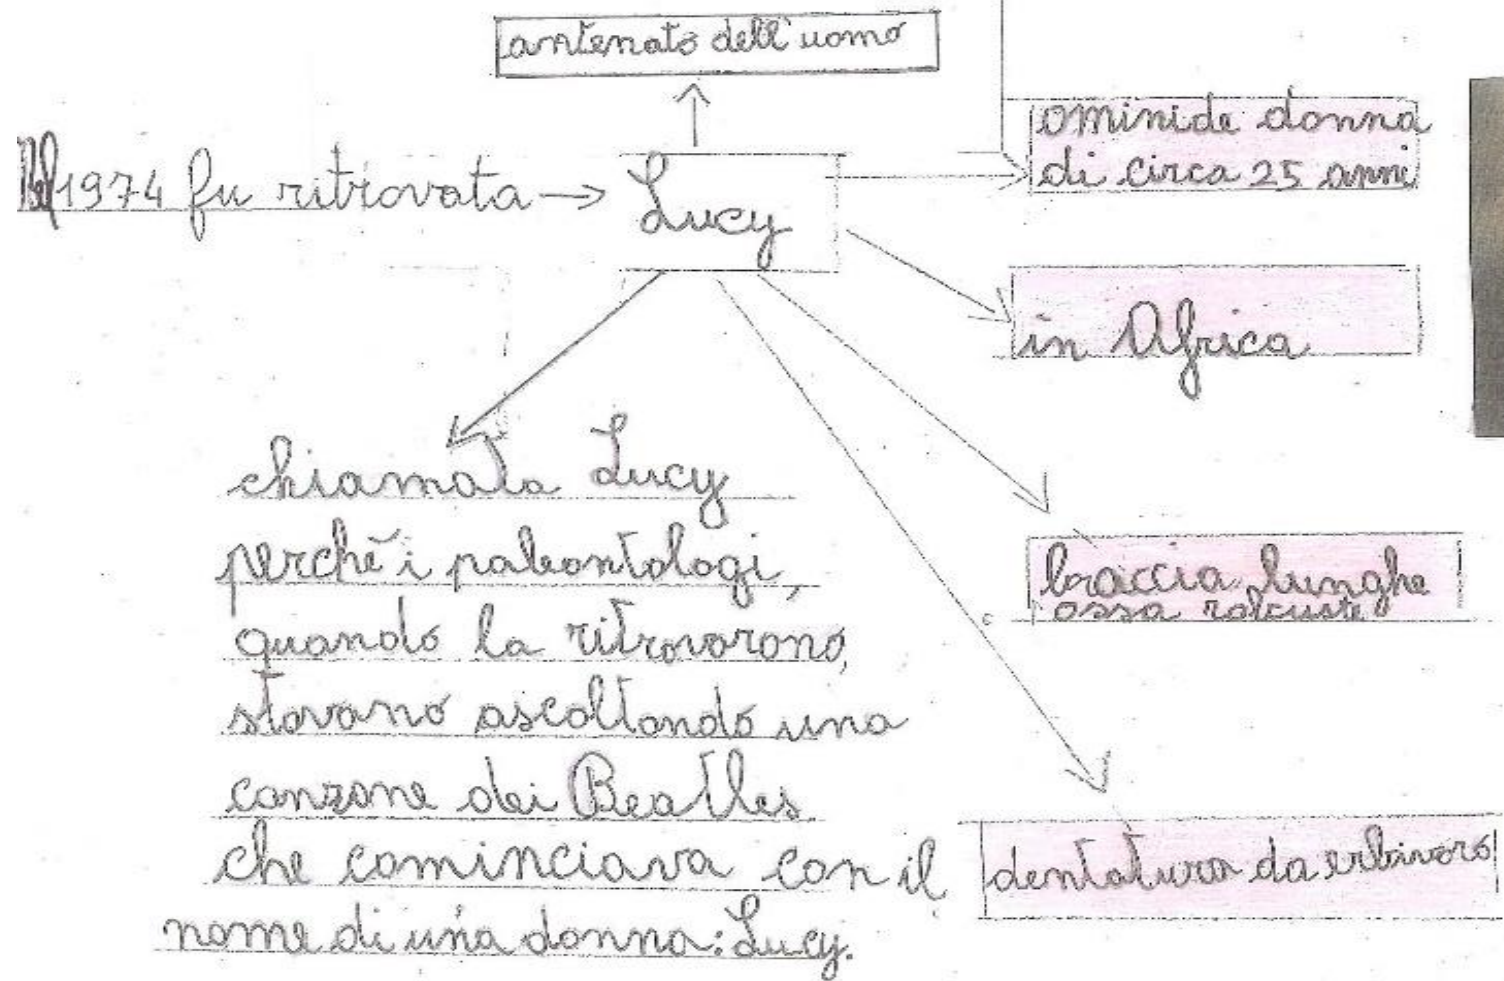 antenato dell'uomo
Nel 1974 fu ritrovata → Lucy
ominide donna
di circa 25 anni
in Africa
braccia lunghe
ossa robuste
dentatura da erbivoro
chiamata Lucy
perchè i paleontologi,
quando la ritrovarono,
stavano ascoltando una
canzone dei Beatles
che cominciava con il
nome di una donna: Lucy.